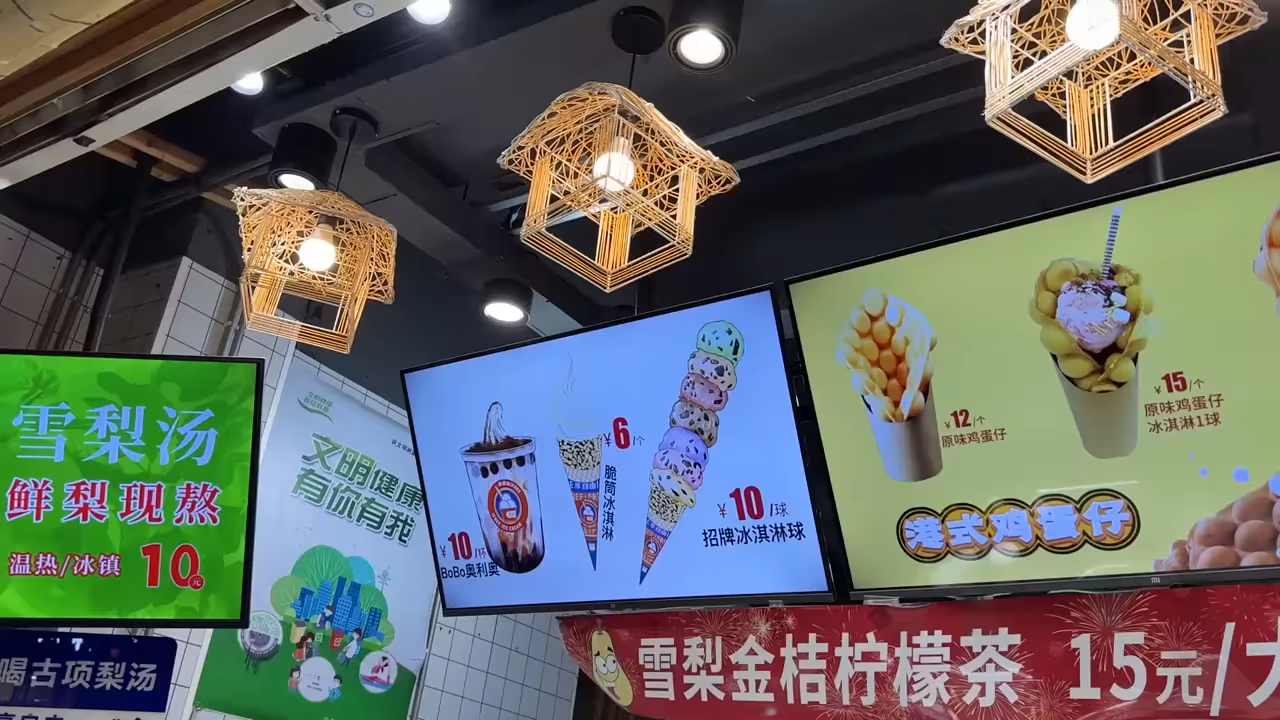 雪梨汤
鲜梨现熬
温热/冰镇 10元
喝古项梨汤
文明健康
有你有我
¥10/杯
BoBo奥利奥
¥6/个
脆筒冰淇淋
¥10/球
招牌冰淇淋球
¥12/个
原味鸡蛋仔
¥15/个
原味鸡蛋仔
冰淇淋1球
港式鸡蛋仔
雪梨金桔柠檬茶 15元/